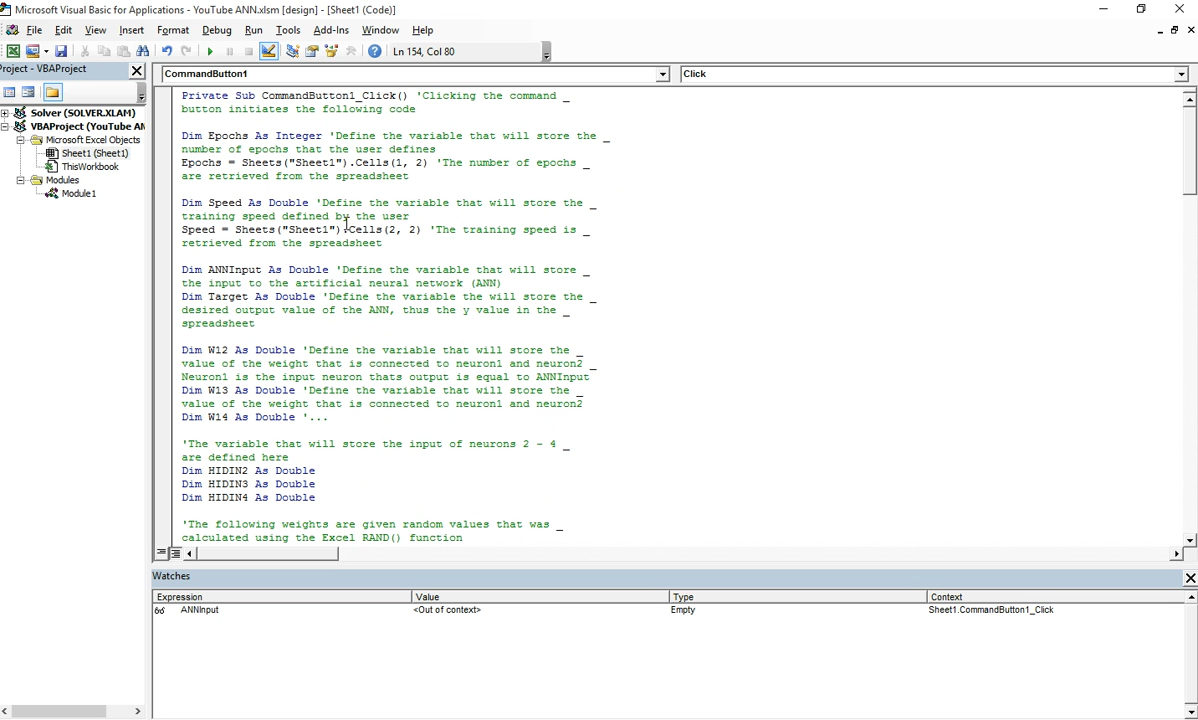 Microsoft Visual Basic for Applications - YouTube ANN.xlsm [design] - [Sheet1 (Code)]
File Edit View Insert Format Debug Run Tools Add-Ins Window Help
Ln 154, Col 80
Project - VBAProject
CommandButton1 Click
Solver (SOLVER.XLAM)
VBAProject (YouTube AN
Microsoft Excel Objects
Sheet1 (Sheet1)
ThisWorkbook
Modules
Module1
Private Sub CommandButton1_Click() 'Clicking the command _
button initiates the following code
Dim Epochs As Integer 'Define the variable that will store the _
number of epochs that the user defines
Epochs = Sheets("Sheet1").Cells(1, 2) 'The number of epochs _
are retrieved from the spreadsheet
Dim Speed As Double 'Define the variable that will store the _
training speed defined by the user
Speed = Sheets("Sheet1").Cells(2, 2) 'The training speed is _
retrieved from the spreadsheet
Dim ANNInput As Double 'Define the variable that will store _
the input to the artificial neural network (ANN)
Dim Target As Double 'Define the variable the will store the _
desired output value of the ANN, thus the y value in the _
spreadsheet
Dim W12 As Double 'Define the variable that will store the _
value of the weight that is connected to neuron1 and neuron2 _
Neuron1 is the input neuron thats output is equal to ANNInput
Dim W13 As Double 'Define the variable that will store the _
value of the weight that is connected to neuron1 and neuron2
Dim W14 As Double '...
'The variable that will store the input of neurons 2 - 4 _
are defined here
Dim HIDIN2 As Double
Dim HIDIN3 As Double
Dim HIDIN4 As Double
'The following weights are given random values that was _
calculated using the Excel RAND() function
Watches
Expression Value Type Context
ANNInput <Out of context> Empty Sheet1.CommandButton1_Click